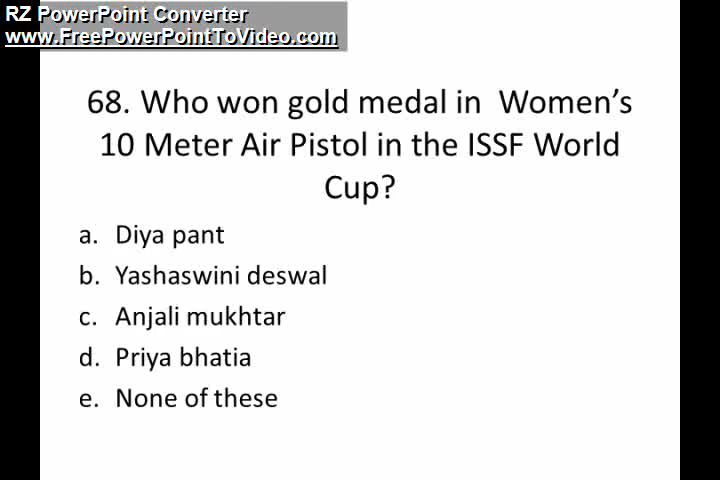 RZ PowerPoint Converter
www.FreePowerPointToVideo.com
68. Who won gold medal in Women's
10 Meter Air Pistol in the ISSF World
Cup?
a. Diya pant
b. Yashaswini deswal
c. Anjali mukhtar
d. Priya bhatia
e. None of these